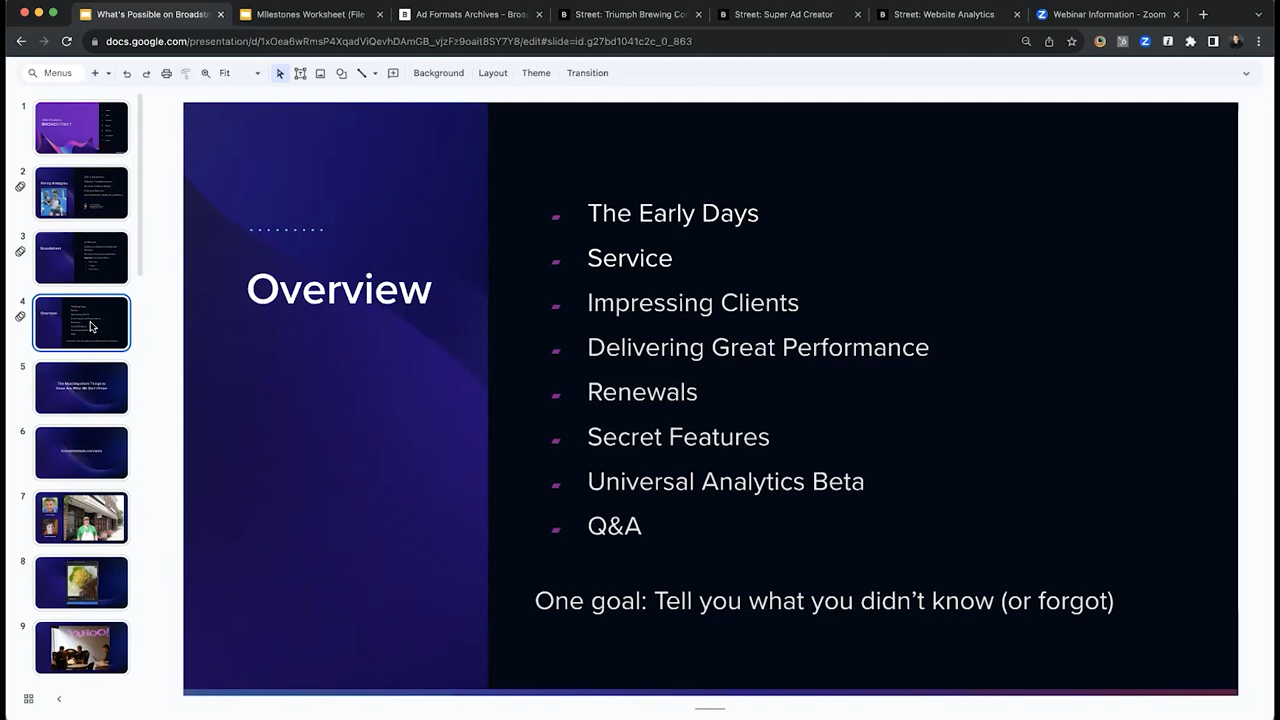 What's Possible on Broadstr
Milestones Worksheet (File
Ad Formats Archives - Broa
Street: Triumph Brewing Co
Street: Super Ad Creator
Street: Website Analytics
Webinar Information - Zoom
docs.google.com/presentation/d/1xOea6wRmsP4XqadViQevhDAmGB_vjzFz9oait8SY7Y8/edit#slide=id.g27bd1041c2c_0_863
Menus
Fit
Background
Layout
Theme
Transition
1
2
3
Broadstreet
4
Overview
5
6
7
8
9
YAHOO!
Overview
The Early Days
Service
Impressing Clients
Delivering Great Performance
Renewals
Secret Features
Universal Analytics Beta
Q&A
One goal: Tell you what you didn't know (or forgot)